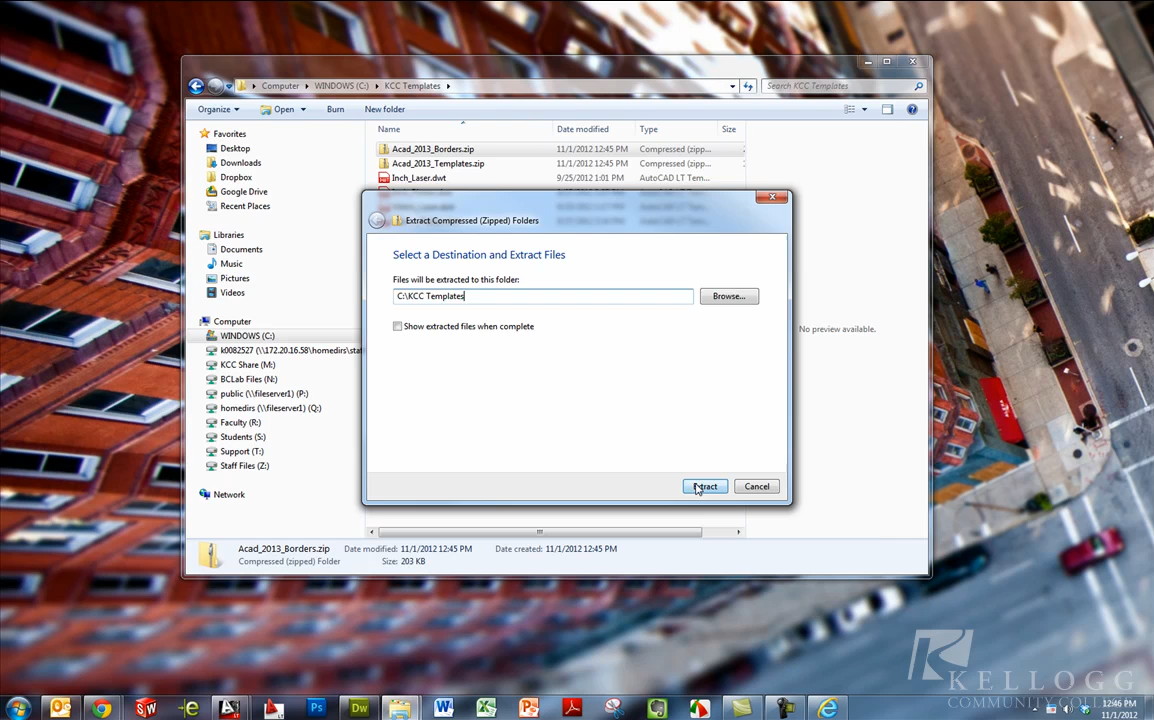 Computer ▸ WINDOWS (C:) ▸ KCC Templates ▸
Search KCC Templates
Organize Open Burn New folder
Name Date modified Type Size
Favorites
Desktop
Downloads
Dropbox
Google Drive
Recent Places
Libraries
Documents
Music
Pictures
Videos
Computer
WINDOWS (C:)
k0082527 (\\172.20.16.58\homedirs\staf
KCC Share (M:)
BCLab Files (N:)
public (\\fileserver1) (P:)
homedirs (\\fileserver1) (Q:)
Faculty (R:)
Students (S:)
Support (T:)
Staff Files (Z:)
Network
Acad_2013_Borders.zip 11/1/2012 12:45 PM Compressed (zipp...
Acad_2013_Templates.zip 11/1/2012 12:45 PM Compressed (zipp...
Inch_Laser.dwt 9/25/2012 1:01 PM AutoCAD LT Tem...
Extract Compressed (Zipped) Folders
Select a Destination and Extract Files
Files will be extracted to this folder:
C:\KCC Templates
Browse...
Show extracted files when complete
Extract Cancel
No preview available.
Acad_2013_Borders.zip Date modified: 11/1/2012 12:45 PM Date created: 11/1/2012 12:45 PM
Compressed (zipped) Folder Size: 203 KB
KELLOGG
COMMUNITY
12:46 PM
11/1/2012